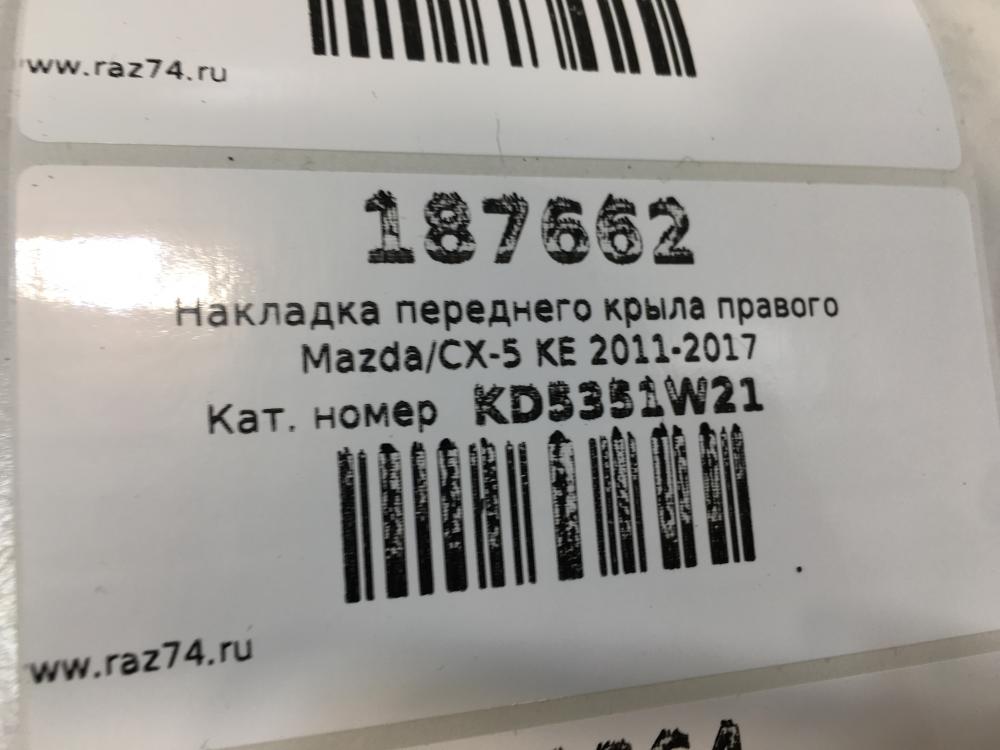 www.raz74.ru
187662
Накладка переднего крыла правого
Mazda/CX-5 KE 2011-2017
Кат. номер KD5351W21
www.raz74.ru